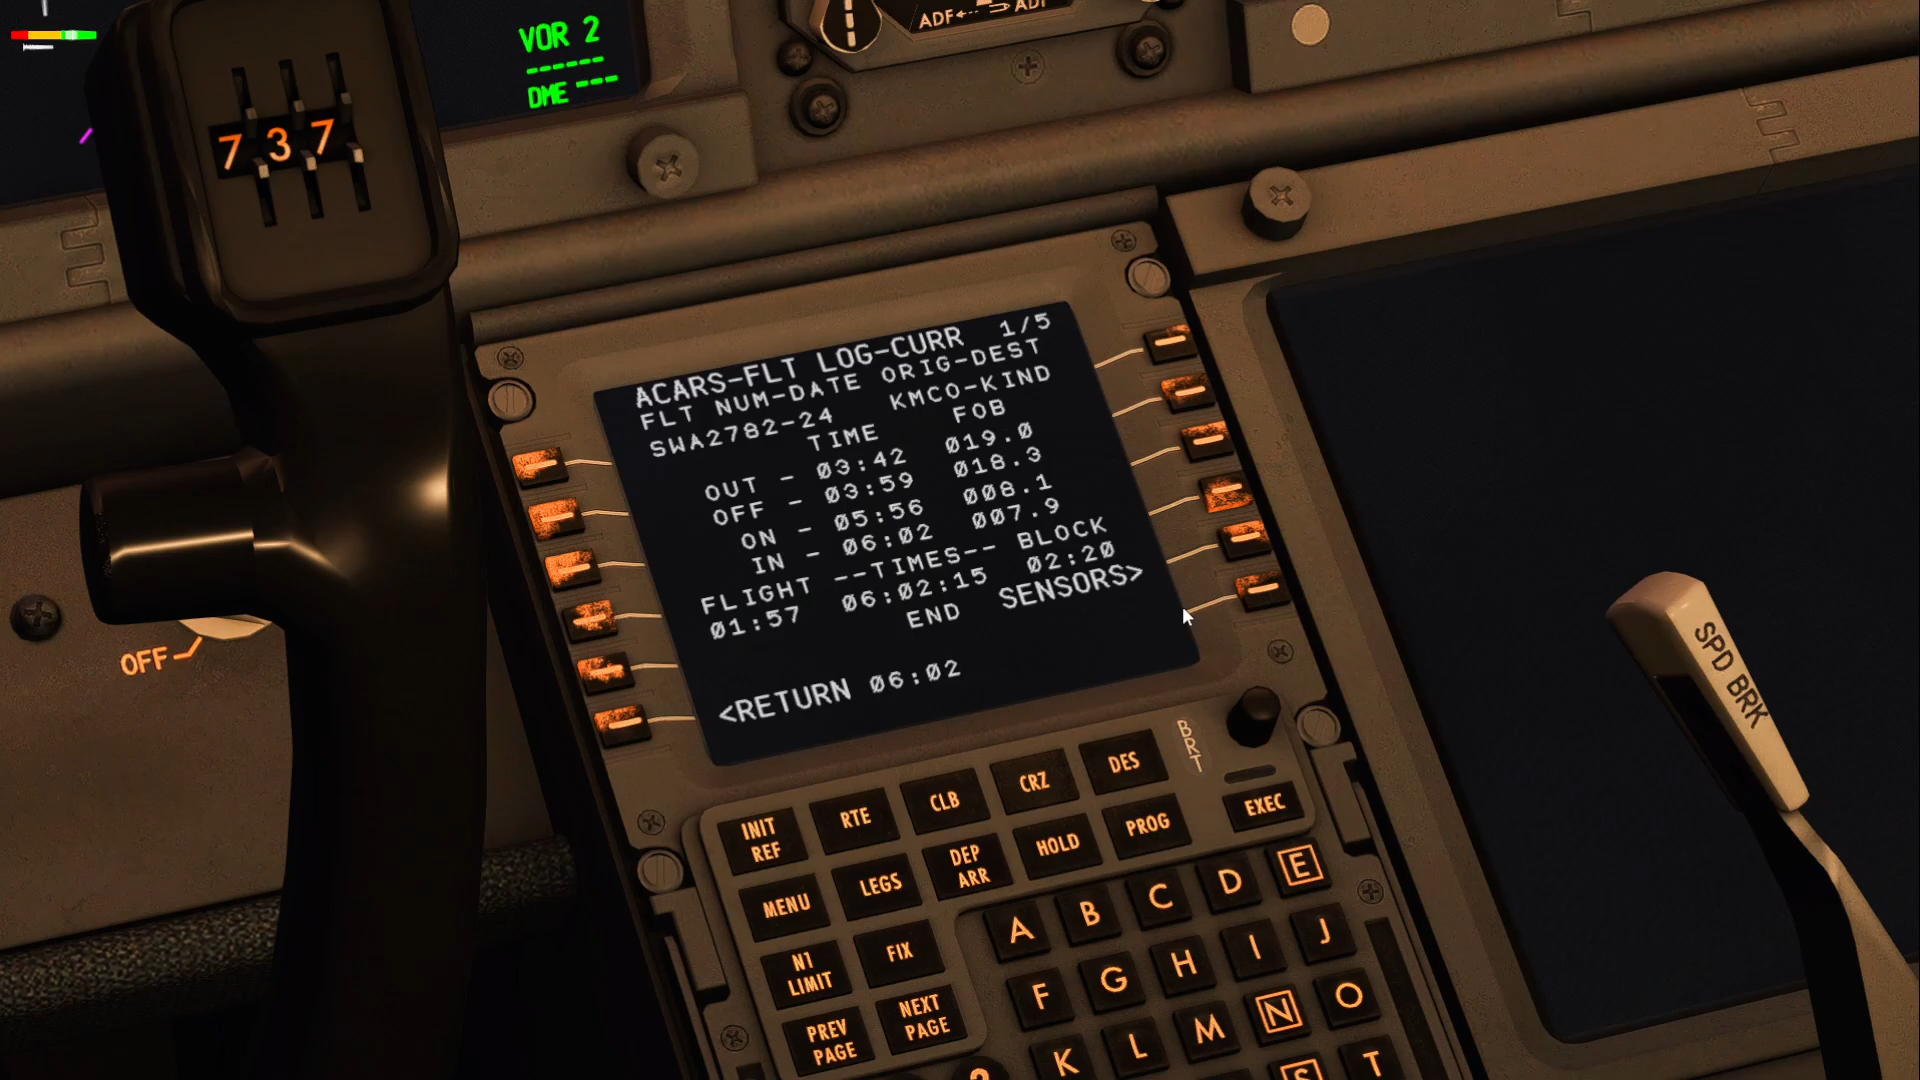 VOR 2
------
DME ---
ADF ADF
7 3 7
OFF
ACARS-FLT LOG-CURR 1/5
FLT NUM-DATE ORIG-DEST
SWA2782-24 KMCO-KIND
TIME FOB
OUT - 03:42 019.0
OFF - 03:59 018.3
ON - 05:56 008.1
IN - 06:02 007.9
FLIGHT --TIMES-- BLOCK
01:57 06:02:15 02:20
END SENSORS>
<RETURN 06:02
BRT
SPD BRK
INIT REF
RTE
CLB
CRZ
DES
MENU
LEGS
DEP ARR
HOLD
PROG
EXEC
N1 LIMIT
FIX
PREV PAGE
NEXT PAGE
A B C D E
F G H I J
K L M N O
S T